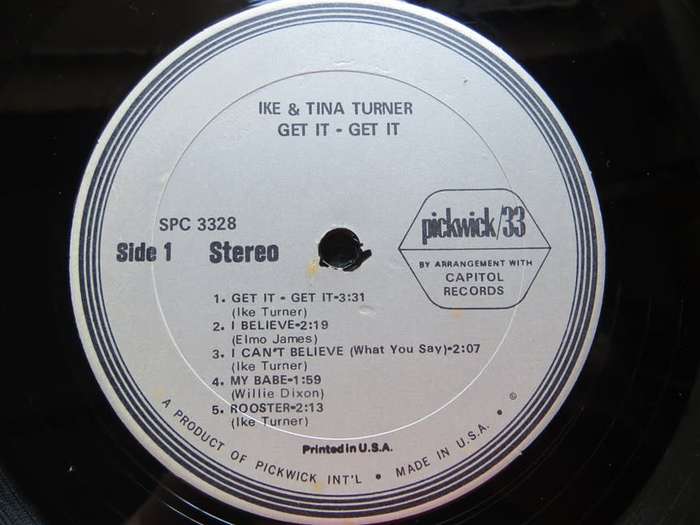 IKE & TINA TURNER
GET IT - GET IT
SPC 3328
Side 1 Stereo
pickwick/33
BY ARRANGEMENT WITH
CAPITOL
RECORDS
1. GET IT - GET IT-3:31
(Ike Turner)
2. I BELIEVE-2:19
(Elmo James)
3. I CAN'T BELIEVE (What You Say)-2:07
(Ike Turner)
4. MY BABE-1:59
(Willie Dixon)
5. ROOSTER-2:13
(Ike Turner)
Printed in U.S.A.
A PRODUCT OF PICKWICK INT'L • MADE IN U.S.A. • ©